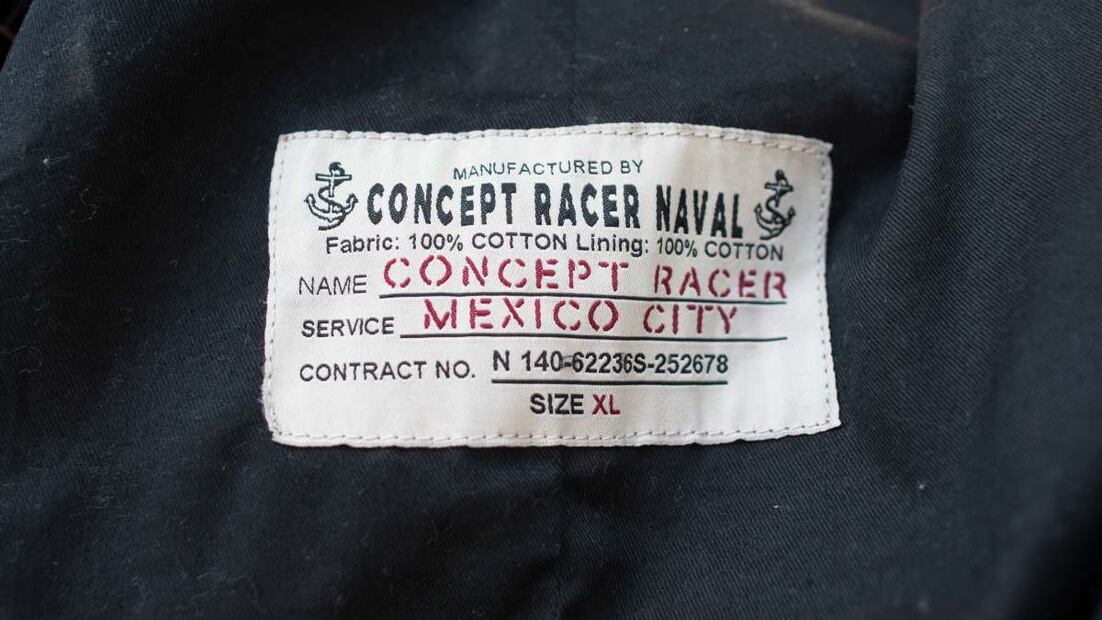 MANUFACTURED BY
CONCEPT RACER NAVAL
Fabric: 100% COTTON Lining: 100% COTTON
NAME CONCEPT RACER
SERVICE MEXICO CITY
CONTRACT NO. N 140-62236S-252678
SIZE XL